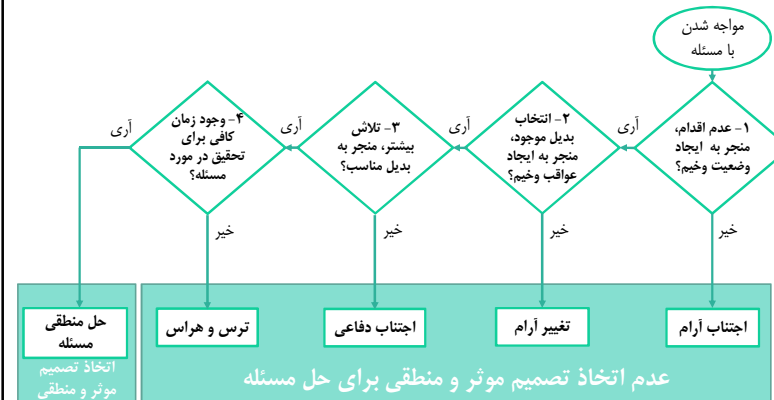 مواجه شدن
با مسئله
۱- عدم اقدام،
منجر به ایجاد
وضعیت وخیم؟
آری
۲- انتخاب
بدیل موجود،
منجر به ایجاد
عواقب وخیم؟
آری
۳- تلاش
بیشتر، منجر به
بدیل مناسب؟
آری
۴- وجود زمان
کافی برای
تحقیق در مورد
مسئله؟
آری
خیر
خیر
خیر
خیر
اجتناب آرام
تغییر آرام
اجتناب دفاعی
ترس و هراس
حل منطقی
مسئله
عدم اتخاذ تصمیم موثر و منطقی برای حل مسئله
اتخاذ تصمیم
موثر و منطقی